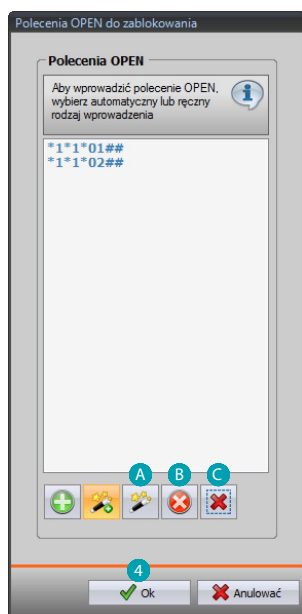 Polecenia OPEN do zablokowania
Polecenia OPEN
Aby wprowadzić polecenie OPEN,
wybierz automatyczny lub ręczny
rodzaj wprowadzenia
*1*1*01##
*1*1*02##
A B C
4
Ok Anulować